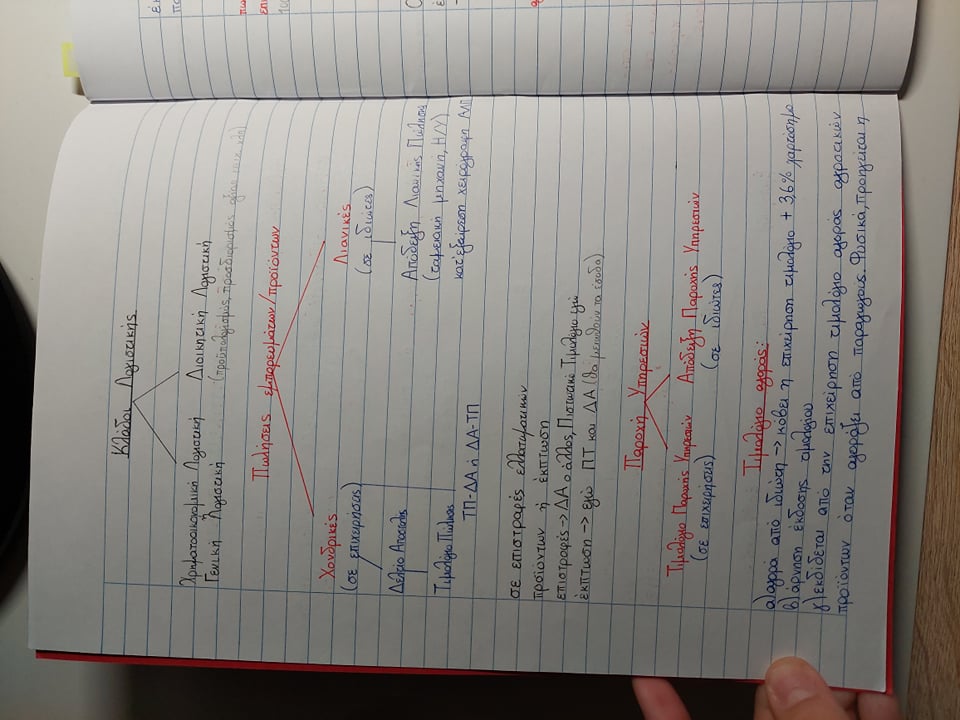 Κλάδοι Λογιστικής
Χρηματοοικονομική Λογιστική
ή
Γενική Λογιστική
Διοικητική Λογιστική
(προϋπολογισμός, προσδιορισμός αξίας κλπ)
Πωλήσεις εμπορευμάτων/προϊόντων
Χονδρικές
(σε επιχειρήσεις)
Δελτίο Αποστολής
Τιμολόγιο Πώλησης
ΤΠ-ΔΑ ή ΔΑ-ΤΠ
Λιανικές
(σε ιδιώτες)
Απόδειξη Λιανικής Πώλησης
(ταμειακή μηχανή, Η/Υ)
κατ'εξαίρεση χειρόγραφη ΑΛΠ
σε επιστραφές ελλατωματικών
προϊόντων ή έκπτωση
επιστροφές → ΔΑ ο άλλος, Πιστωτικό Τιμολόγιο εγώ
έκπτωση → εγώ ΠΤ και ΔΑ (θα μειωθούν τα έσοδα)
Παροχή Υπηρεσιών
Τιμολόγιο Παροχής Υπηρεσιών
(σε επιχειρήσεις)
Απόδειξη Παροχής Υπηρεσιών
(σε ιδιώτες)
Τιμολόγιο αγοράς:
α) αγορά από ιδιώτη → κόβει η επιχείρηση τιμολόγιο + 3,6% χαρτόσημο
β) άρνηση έκδοσης τιμολογίου
γ) εκδίδεται από την επιχείρηση τιμολόγιο αγοράς αγροτικών
προϊόντων όταν αγοράζει από παραγωγούς. Φυσικά, προηγείται η